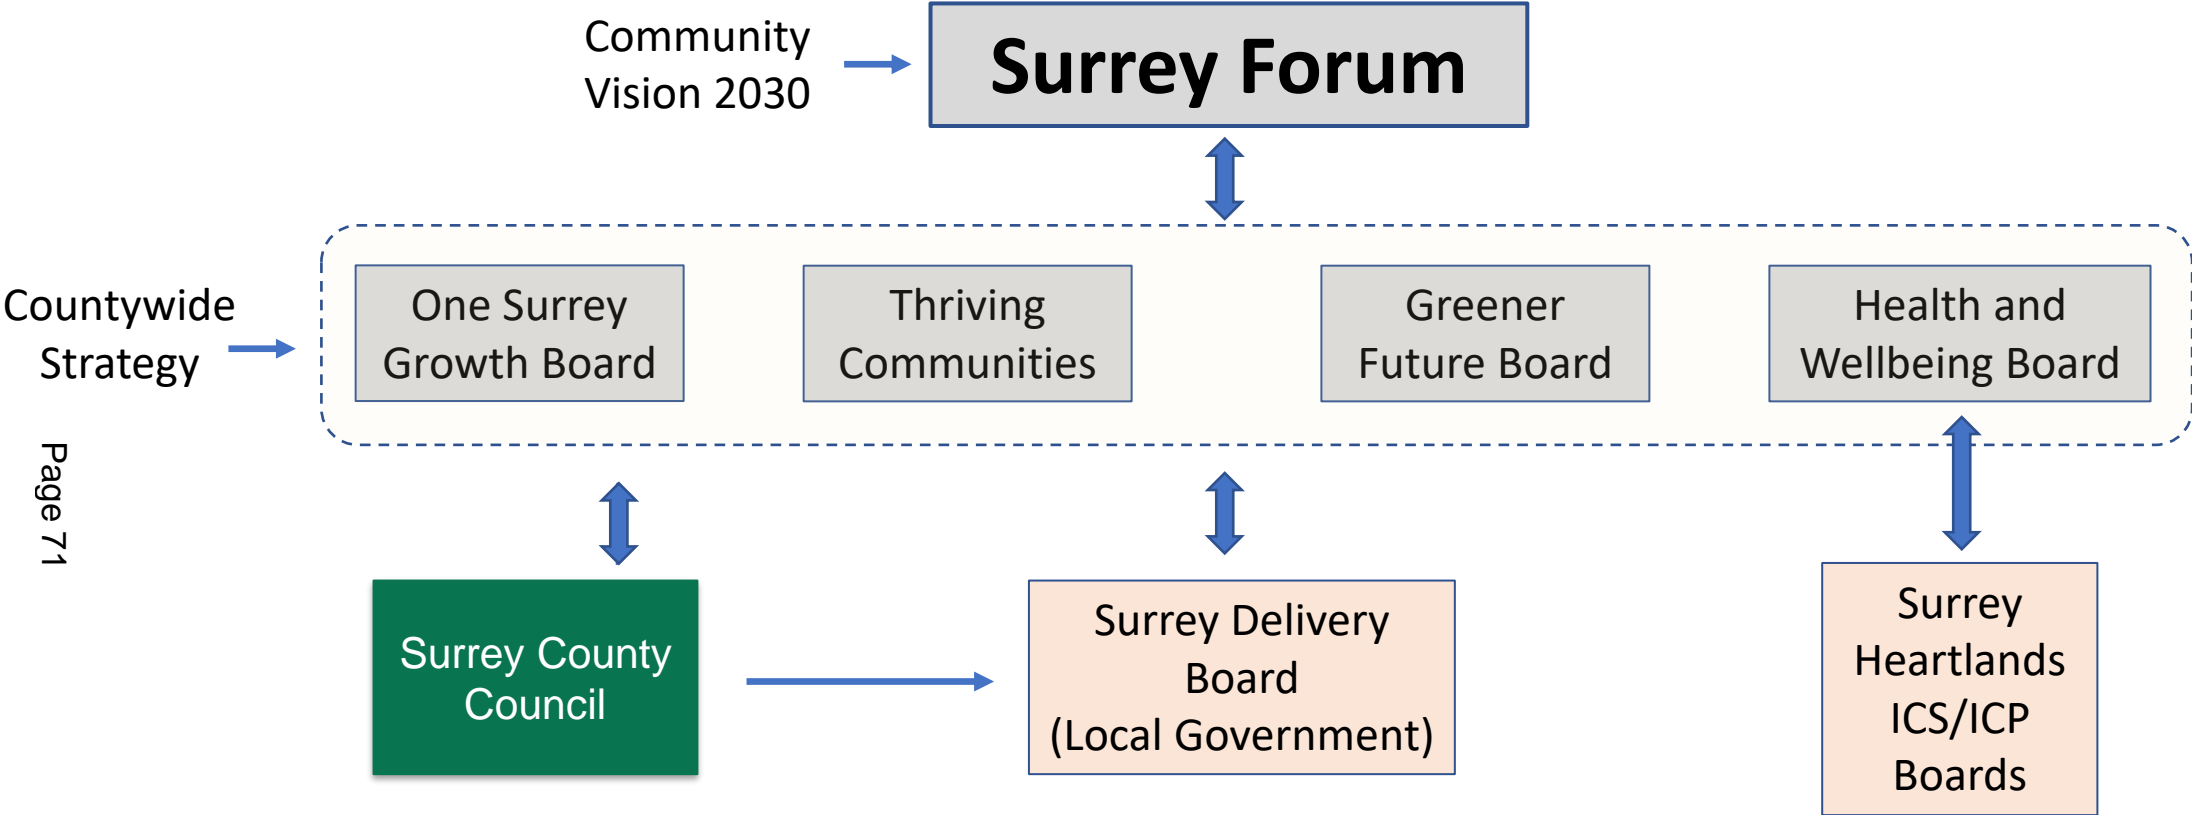 Community
Vision 2030
Surrey Forum
Countywide
Strategy
One Surrey
Growth Board
Thriving
Communities
Greener
Future Board
Health and
Wellbeing Board
Page 71
Surrey County
Council
Surrey Delivery
Board
(Local Government)
Surrey
Heartlands
ICS/ICP
Boards